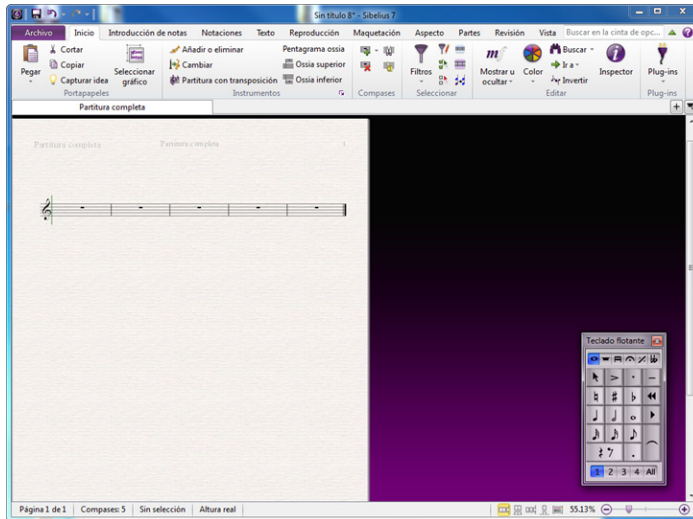 Sin título 8* - Sibelius 7
Archivo Inicio Introducción de notas Notaciones Texto Reproducción Maquetación Aspecto Partes Revisión Vista Buscar en la cinta de opc...
Pegar
Cortar
Copiar
Capturar idea
Seleccionar gráfico
Portapapeles
Añadir o eliminar
Cambiar
Partitura con transposición
Pentagrama ossia
Ossia superior
Ossia inferior
Instrumentos
Compases
Filtros
Seleccionar
Mostrar u ocultar
Color
Buscar
Ir a
Invertir
Inspector
Editar
Plug-ins
Plug-ins
Partitura completa
Partitura completa Partitura completa 1
Teclado flotante
1 2 3 4 All
Página 1 de 1 Compases: 5 Sin selección Altura real 55.13%